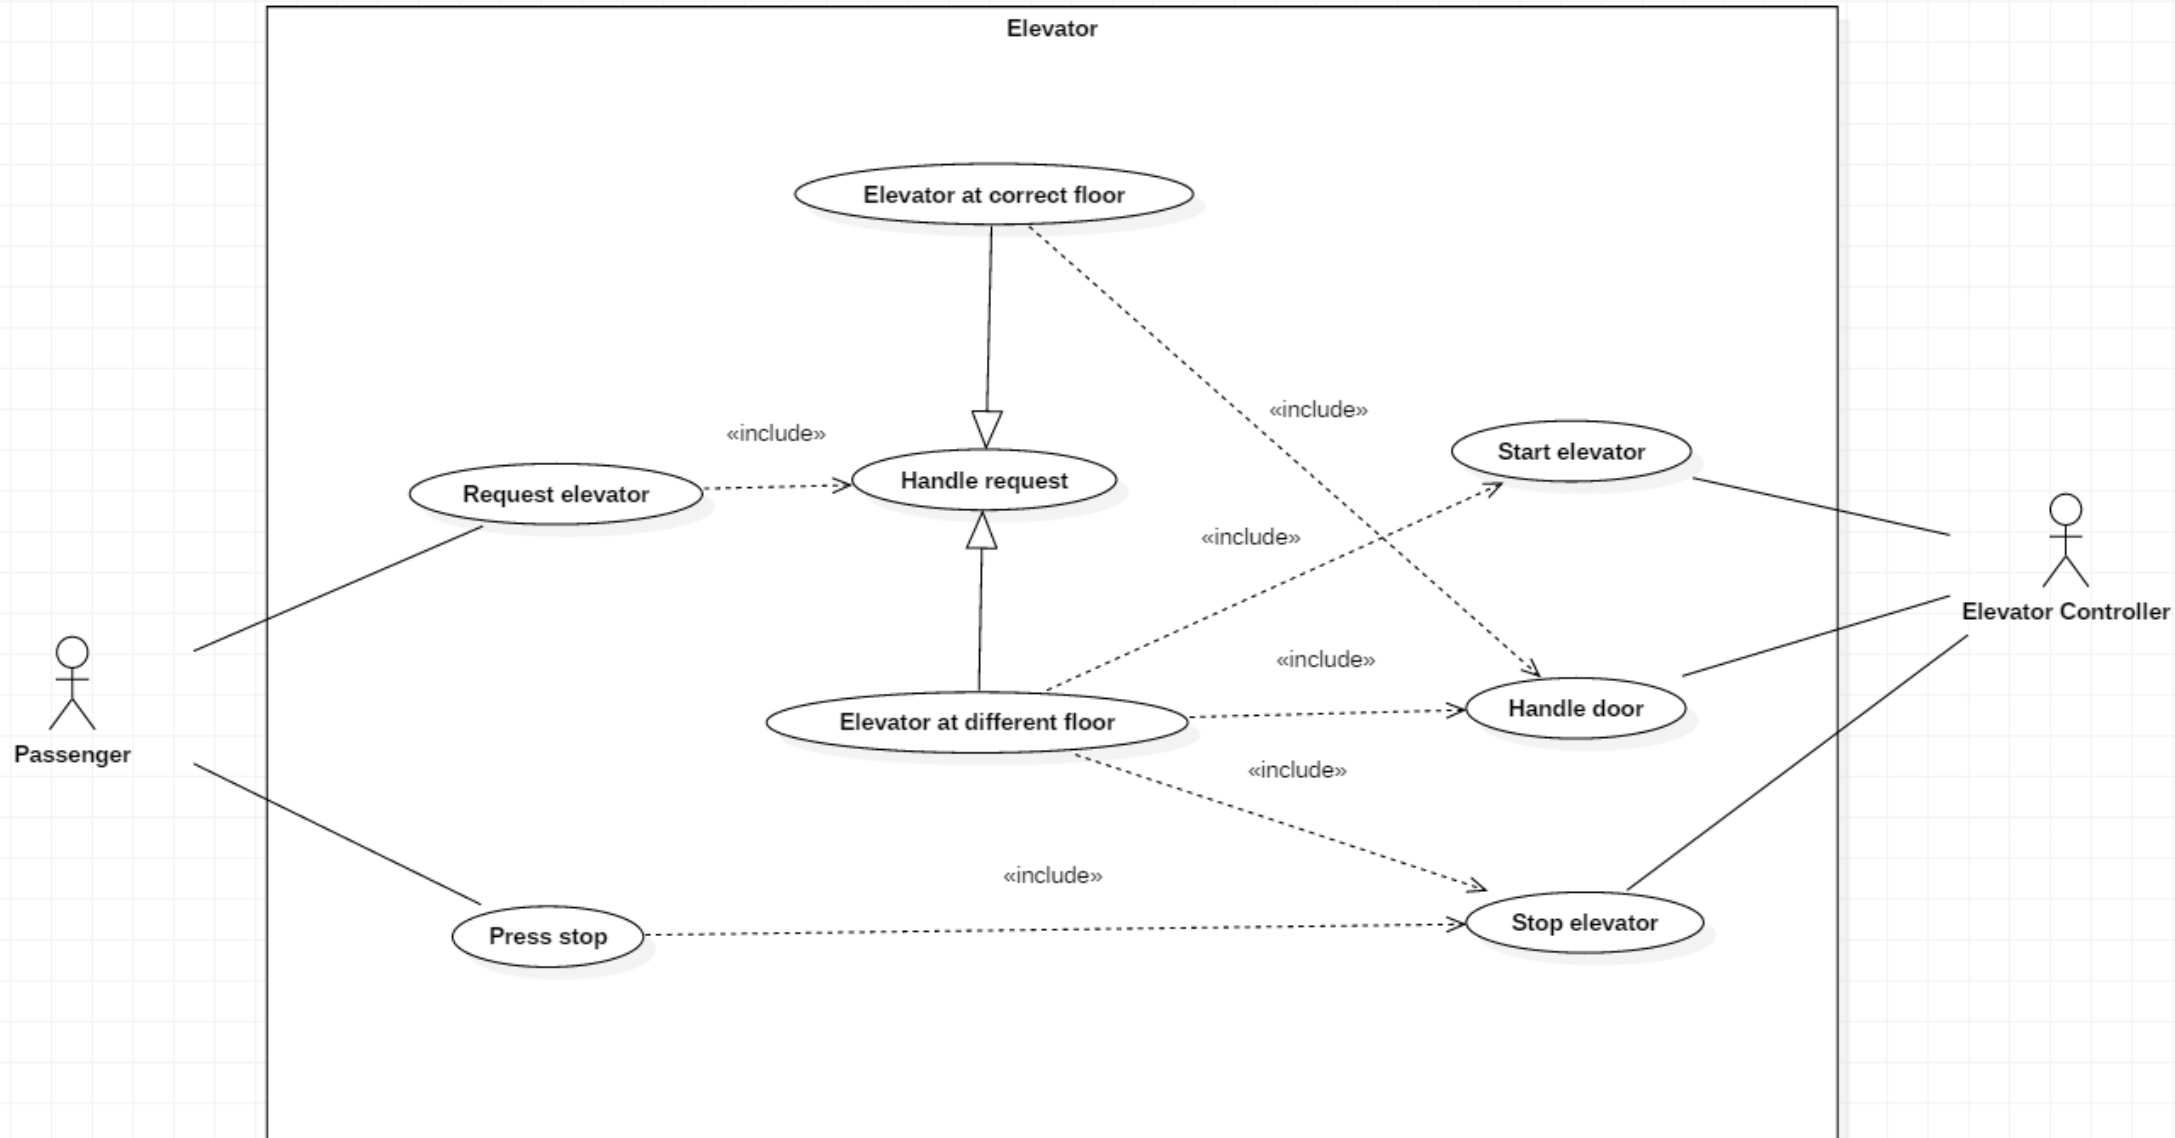 Elevator
Elevator at correct floor
«include»
«include»
Start elevator
Handle request
Request elevator
«include»
Elevator Controller
«include»
Handle door
Elevator at different floor
Passenger
«include»
«include»
Stop elevator
Press stop